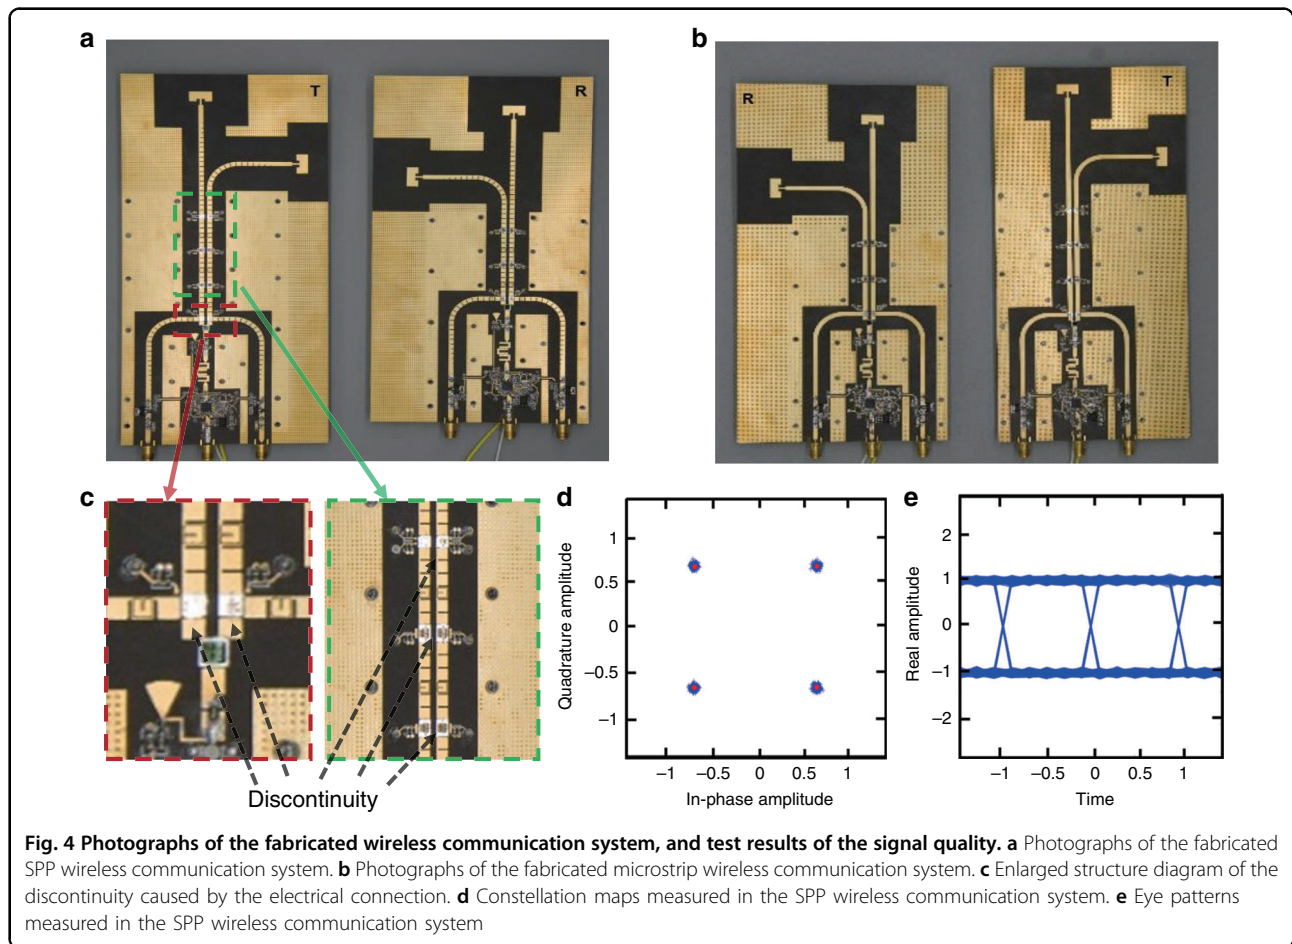 a
b
T
R
R
T
c
d
e
Discontinuity
Quadrature amplitude
1
0.5
0
−0.5
−1
−1
−0.5
0
0.5
1
In-phase amplitude
Real amplitude
2
1
0
−1
−2
−1
−0.5
0
0.5
1
Time
Fig. 4 Photographs of the fabricated wireless communication system, and test results of the signal quality. a Photographs of the fabricated
SPP wireless communication system. b Photographs of the fabricated microstrip wireless communication system. c Enlarged structure diagram of the
discontinuity caused by the electrical connection. d Constellation maps measured in the SPP wireless communication system. e Eye patterns
measured in the SPP wireless communication system